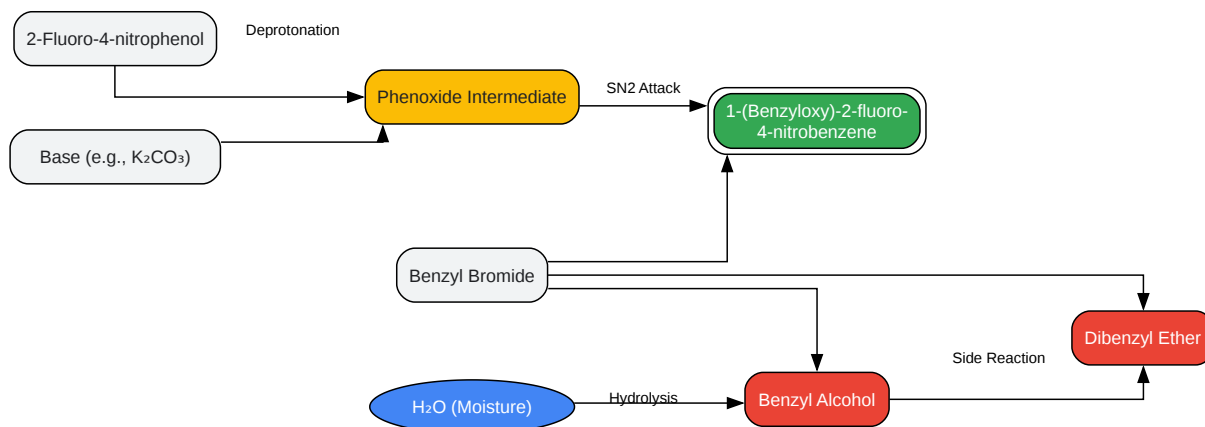 2-Fluoro-4-nitrophenol
Deprotonation
Phenoxide Intermediate
SN2 Attack
1-(Benzyloxy)-2-fluoro-
4-nitrobenzene
Base (e.g., K₂CO₃)
Benzyl Bromide
Dibenzyl Ether
Side Reaction
H₂O (Moisture)
Hydrolysis
Benzyl Alcohol